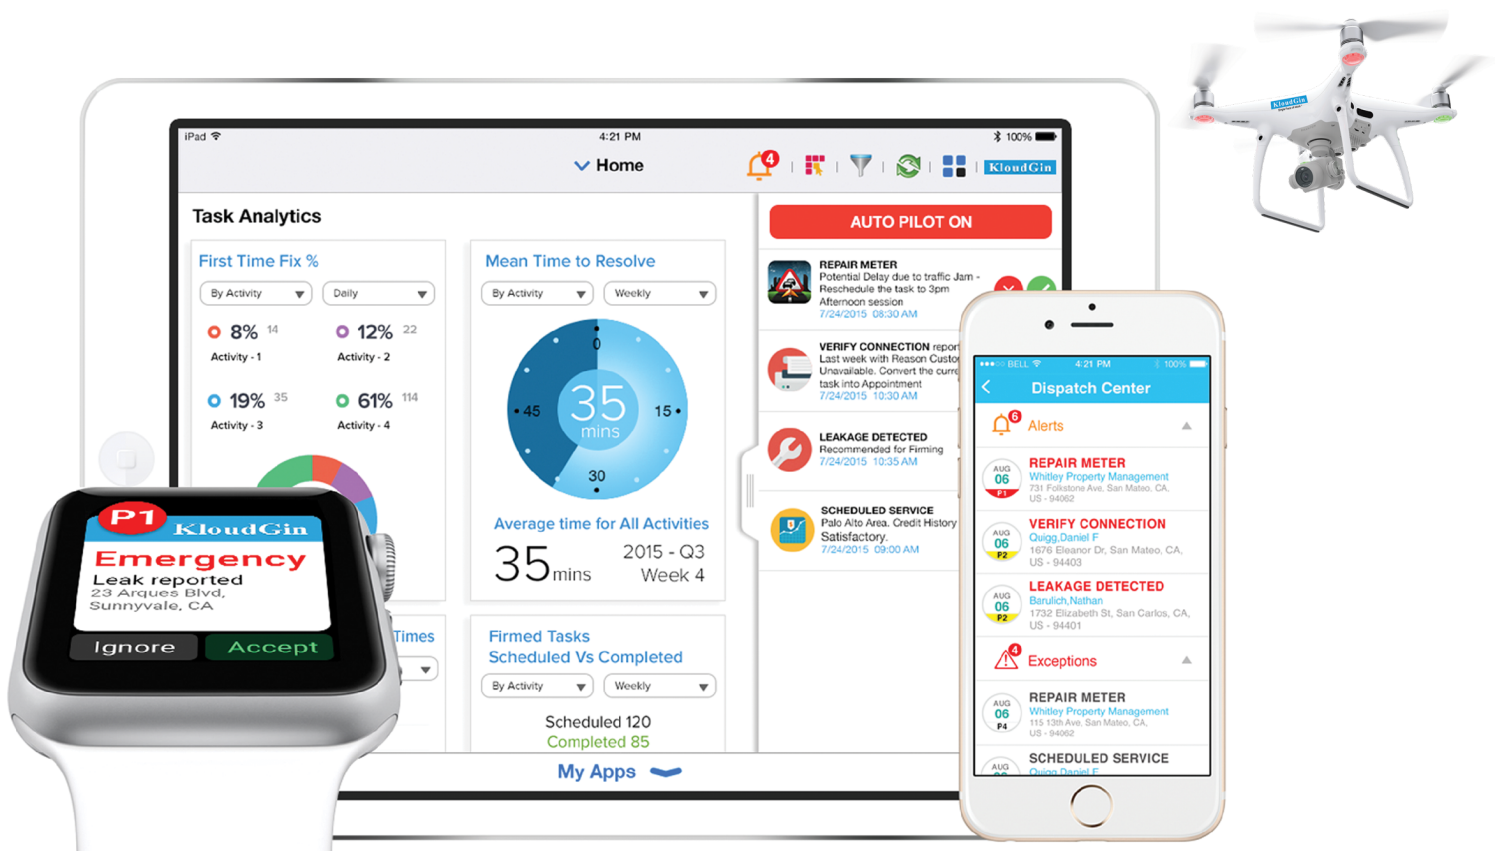 KloudGin
iPad
4:21 PM
100%
Home
4
KloudGin
Task Analytics
First Time Fix %
By Activity
Daily
8% 14
Activity - 1
12% 22
Activity - 2
19% 35
Activity - 3
61% 114
Activity - 4
Mean Time to Resolve
By Activity
Weekly
0
15
30
45
35
mins
Average time for All Activities
35 mins
2015 - Q3
Week 4
Times
Firmed Tasks
Scheduled Vs Completed
By Activity
Weekly
Scheduled 120
Completed 85
My Apps
AUTO PILOT ON
REPAIR METER
Potential Delay due to traffic Jam -
Reschedule the task to 3pm
Afternoon session
7/24/2015 08:30 AM
VERIFY CONNECTION repor
Last week with Reason Custo
Unavailable. Convert the curre
task into Appointment
7/24/2015 10:30 AM
LEAKAGE DETECTED
Recommended for Firming
7/24/2015 10:35 AM
SCHEDULED SERVICE
Palo Alto Area. Credit History
Satisfactory.
7/24/2015 09:00 AM
P1
KloudGin
Emergency
Leak reported
23 Arques Blvd,
Sunnyvale, CA
Ignore
Accept
BELL
4:21 PM
100%
Dispatch Center
6
Alerts
AUG
06
P1
REPAIR METER
Whitley Property Management
731 Folkstone Ave, San Mateo, CA,
US - 94062
AUG
06
P2
VERIFY CONNECTION
Quigg,Daniel F
1676 Eleanor Dr, San Mateo, CA,
US - 94403
AUG
06
P2
LEAKAGE DETECTED
Barulich,Nathan
1732 Elizabeth St, San Carlos, CA,
US - 94401
4
Exceptions
AUG
06
P4
REPAIR METER
Whitley Property Management
115 13th Ave, San Mateo, CA,
US - 94062
AUG
SCHEDULED SERVICE
Quigg,Daniel F